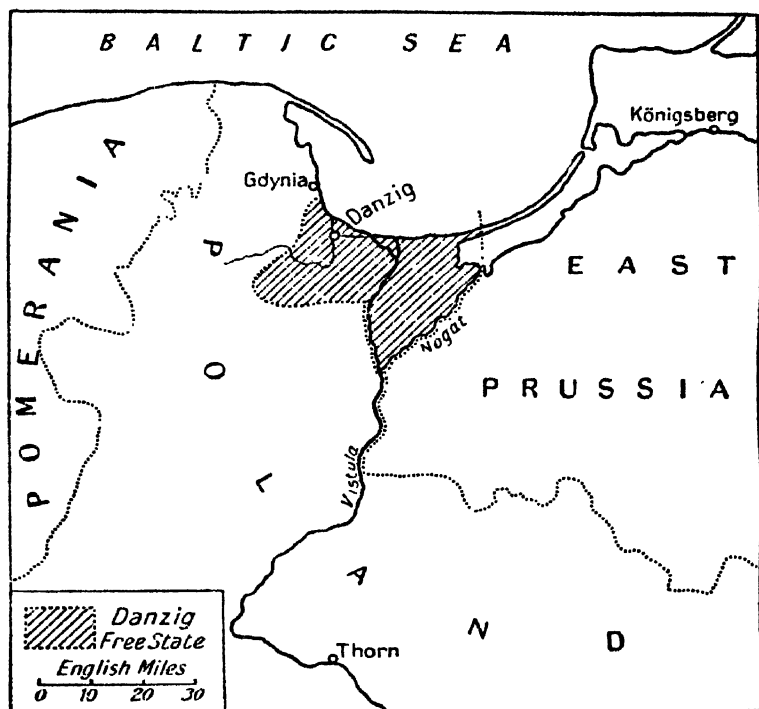 BALTIC SEA
Königsberg
Gdynia
Danzig
POMERANIA
EAST
PRUSSIA
Nogat
POLAND
Vistula
Thorn
Danzig
Free State
English Miles
0 10 20 30